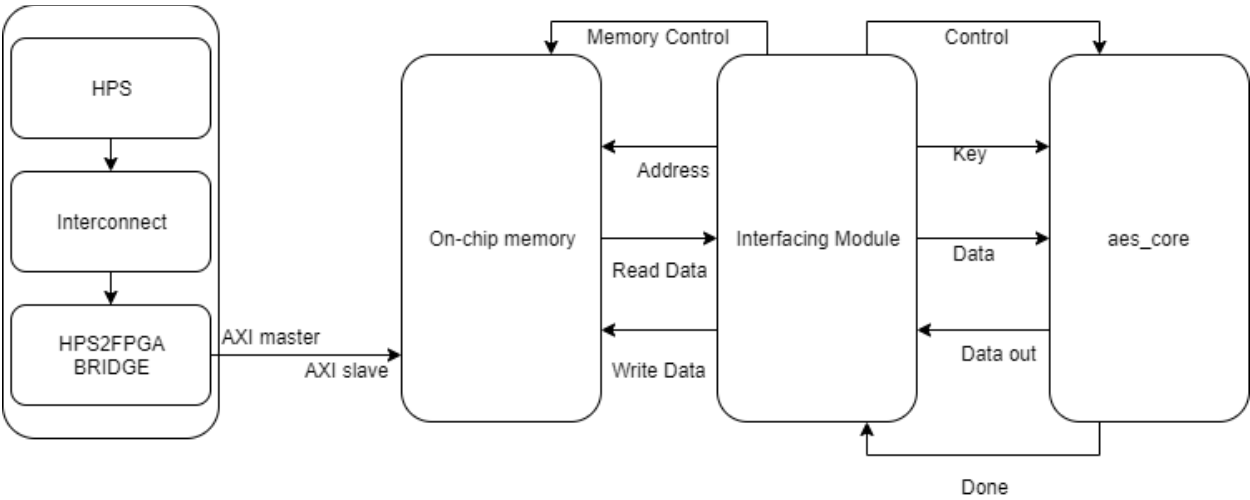 HPS
Interconnect
HPS2FPGA
BRIDGE
AXI master
AXI slave
On-chip memory
Memory Control
Address
Read Data
Write Data
Interfacing Module
Control
Key
Data
Data out
Done
aes_core